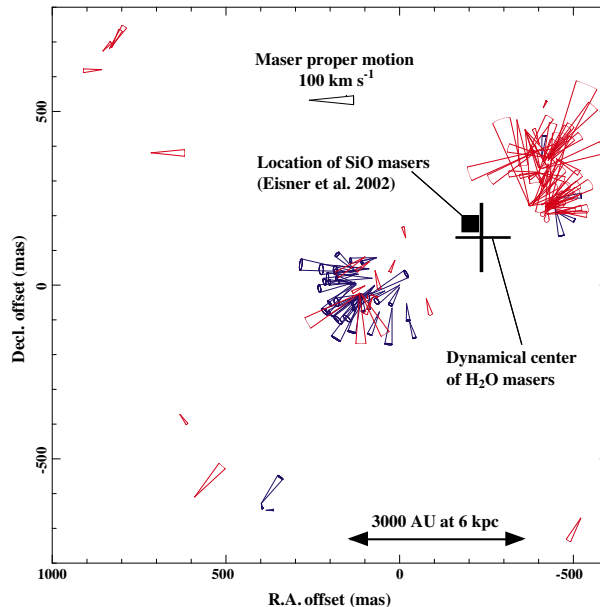 Maser proper motion
100 km s⁻¹
Location of SiO masers
(Eisner et al. 2002)
Dynamical center
of H₂O masers
3000 AU at 6 kpc
500
0
-500
Decl. offset (mas)
1000
500
0
-500
R.A. offset (mas)